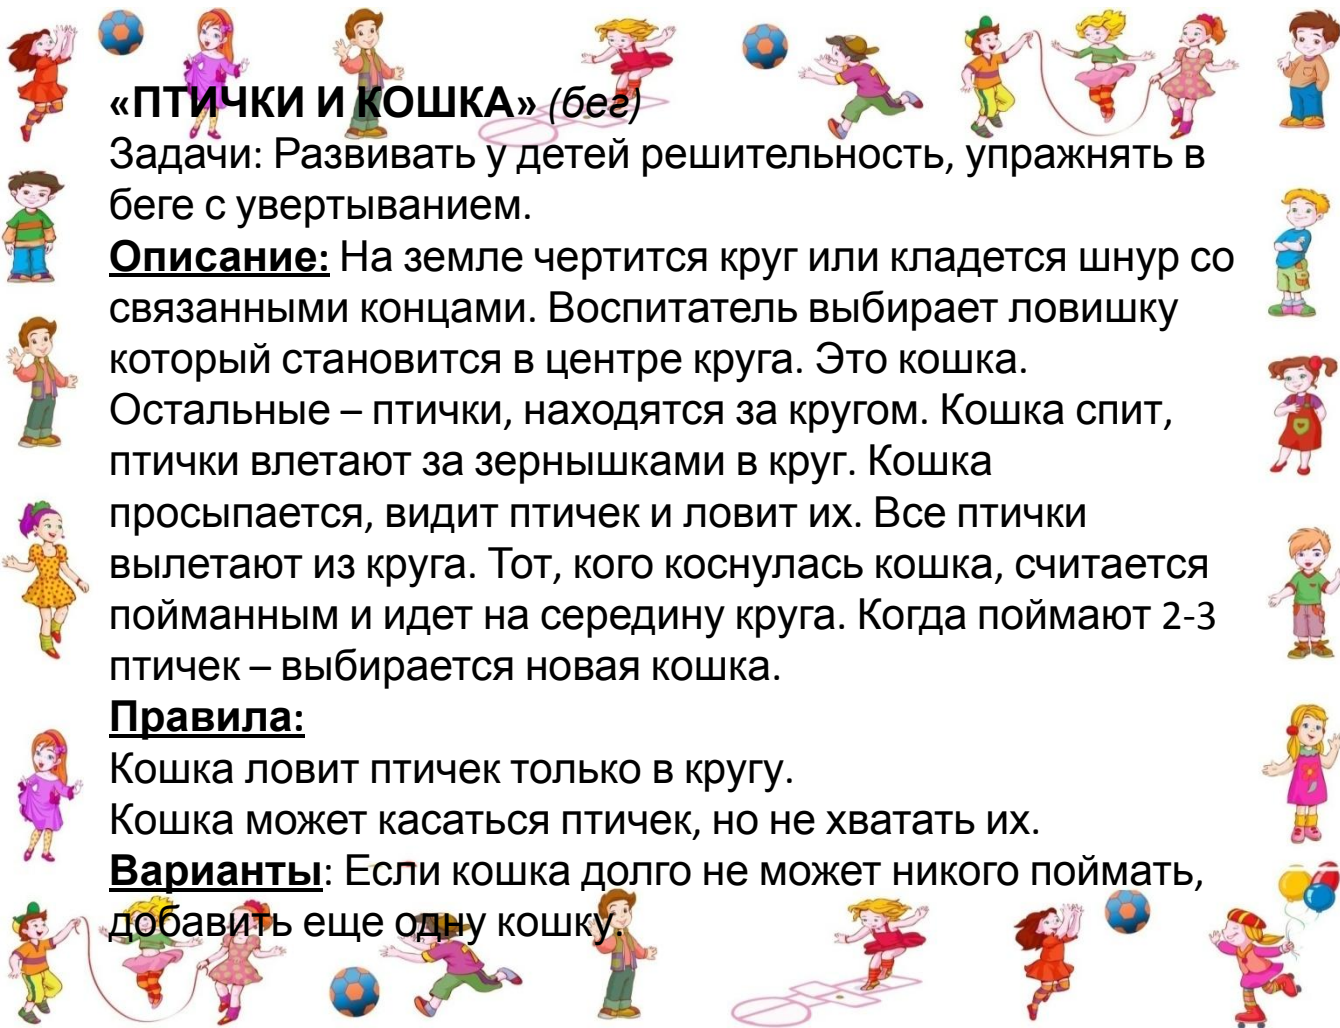 «ПТИЧКИ И КОШКА» (бег)
Задачи: Развивать у детей решительность, упражнять в
беге с увертыванием.
Описание: На земле чертится круг или кладется шнур со
связанными концами. Воспитатель выбирает ловишку
который становится в центре круга. Это кошка.
Остальные – птички, находятся за кругом. Кошка спит,
птички влетают за зернышками в круг. Кошка
просыпается, видит птичек и ловит их. Все птички
вылетают из круга. Тот, кого коснулась кошка, считается
пойманным и идет на середину круга. Когда поймают 2-3
птичек – выбирается новая кошка.
Правила:
Кошка ловит птичек только в кругу.
Кошка может касаться птичек, но не хватать их.
Варианты: Если кошка долго не может никого поймать,
добавить еще одну кошку.